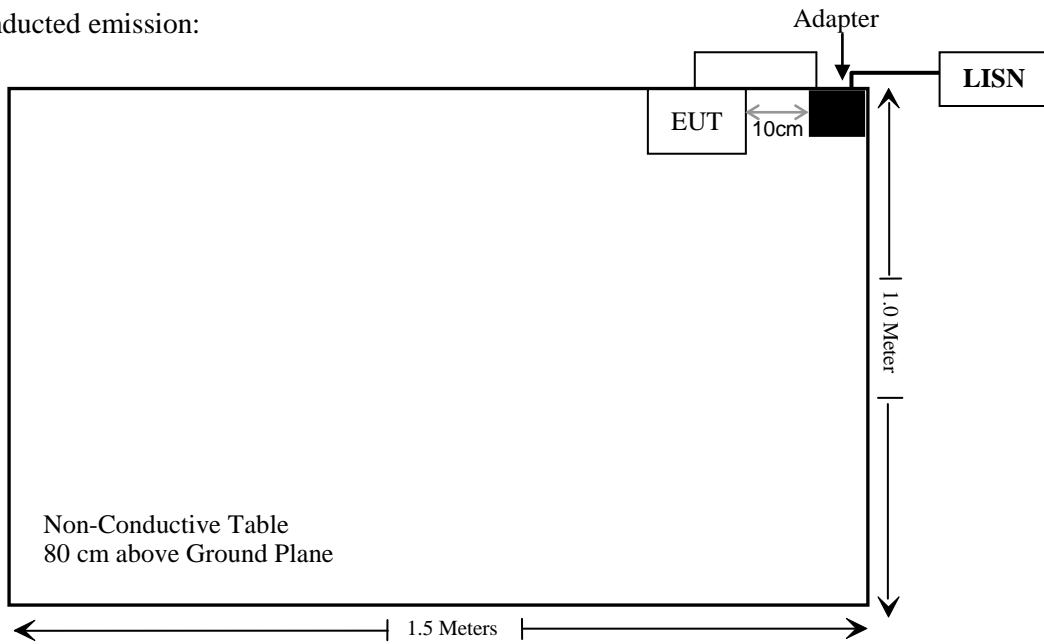 nducted emission:
Adapter
LISN
EUT
10cm
1.0 Meter
Non-Conductive Table
80 cm above Ground Plane
1.5 Meters